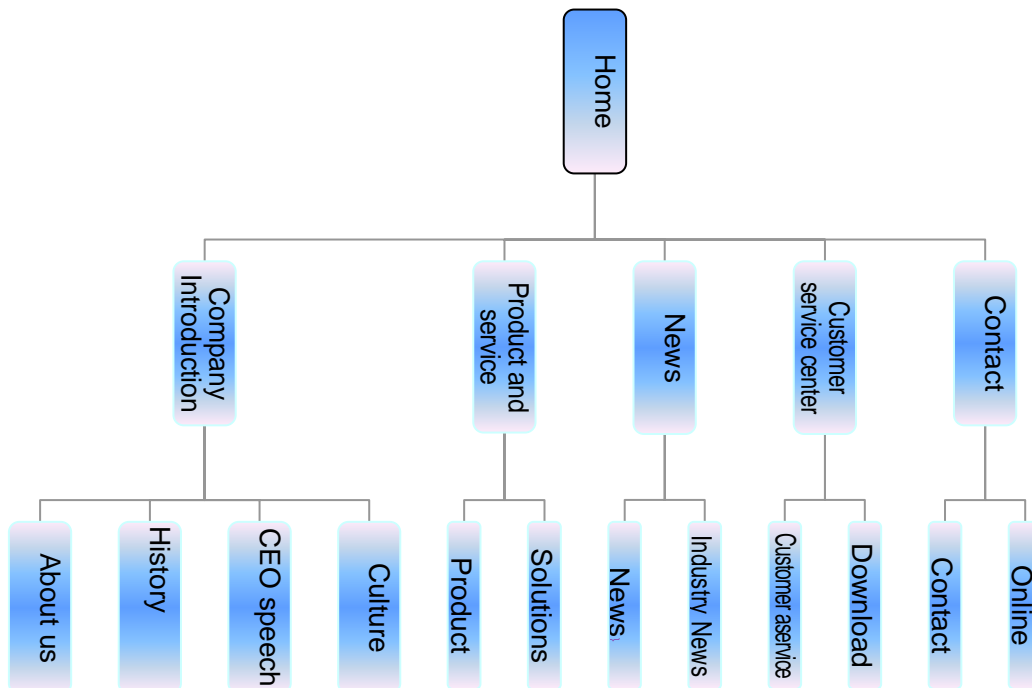 Home
Company
Introduction
Product and
service
News
Customer
service center
Contact
About us
History
CEO speech
Culture
Product
Solutions
News
Industry News
Customer aservice
Download
Contact
Online